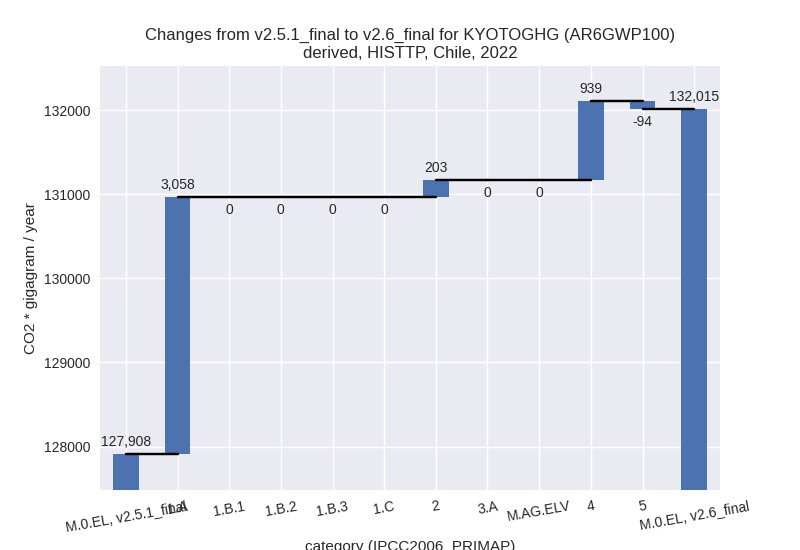 Changes from v2.5.1_final to v2.6_final for KYOTOGHG (AR6GWP100)
derived, HISTTP, Chile, 2022
CO2 * gigagram / year
132000
131000
130000
129000
128000
127,908
3,058
0
0
0
0
203
0
0
939
-94
132,015
M.0.EL, v2.5.1_final
1.A
1.B.1
1.B.2
1.B.3
1.C
2
3.A
M.AG.ELV
4
5
M.0.EL, v2.6_final
category (IPCC2006_PRIMAP)